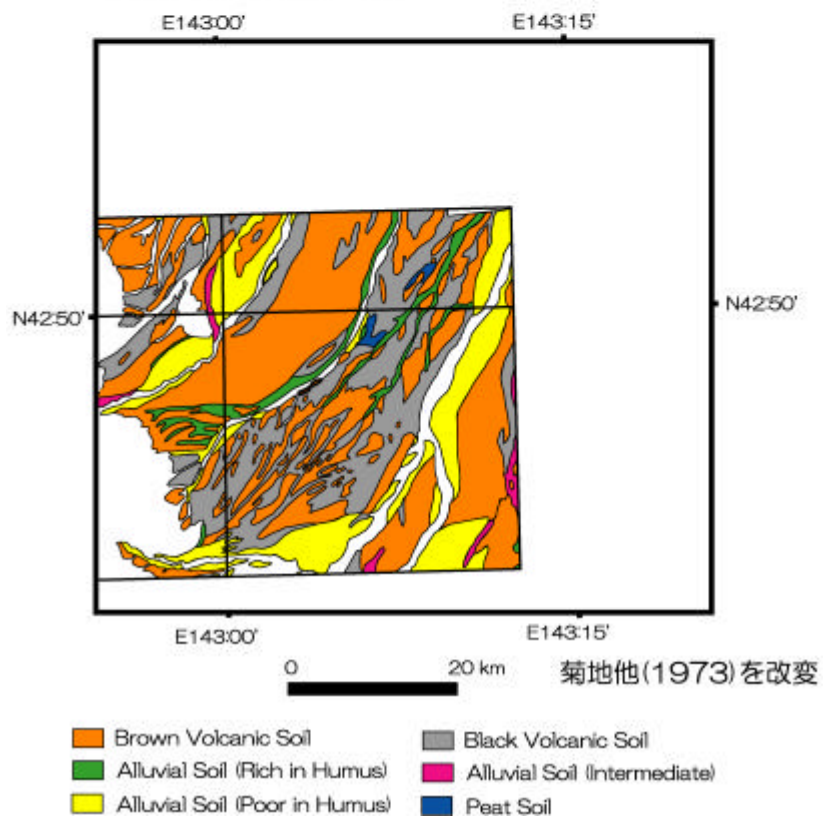 E143:00' E143:15'
N42:50' N42:50'
E143:00' E143:15'
0 20 km
菊地他(1973)を改変
Brown Volcanic Soil Black Volcanic Soil
Alluvial Soil (Rich in Humus) Alluvial Soil (Intermediate)
Alluvial Soil (Poor in Humus) Peat Soil